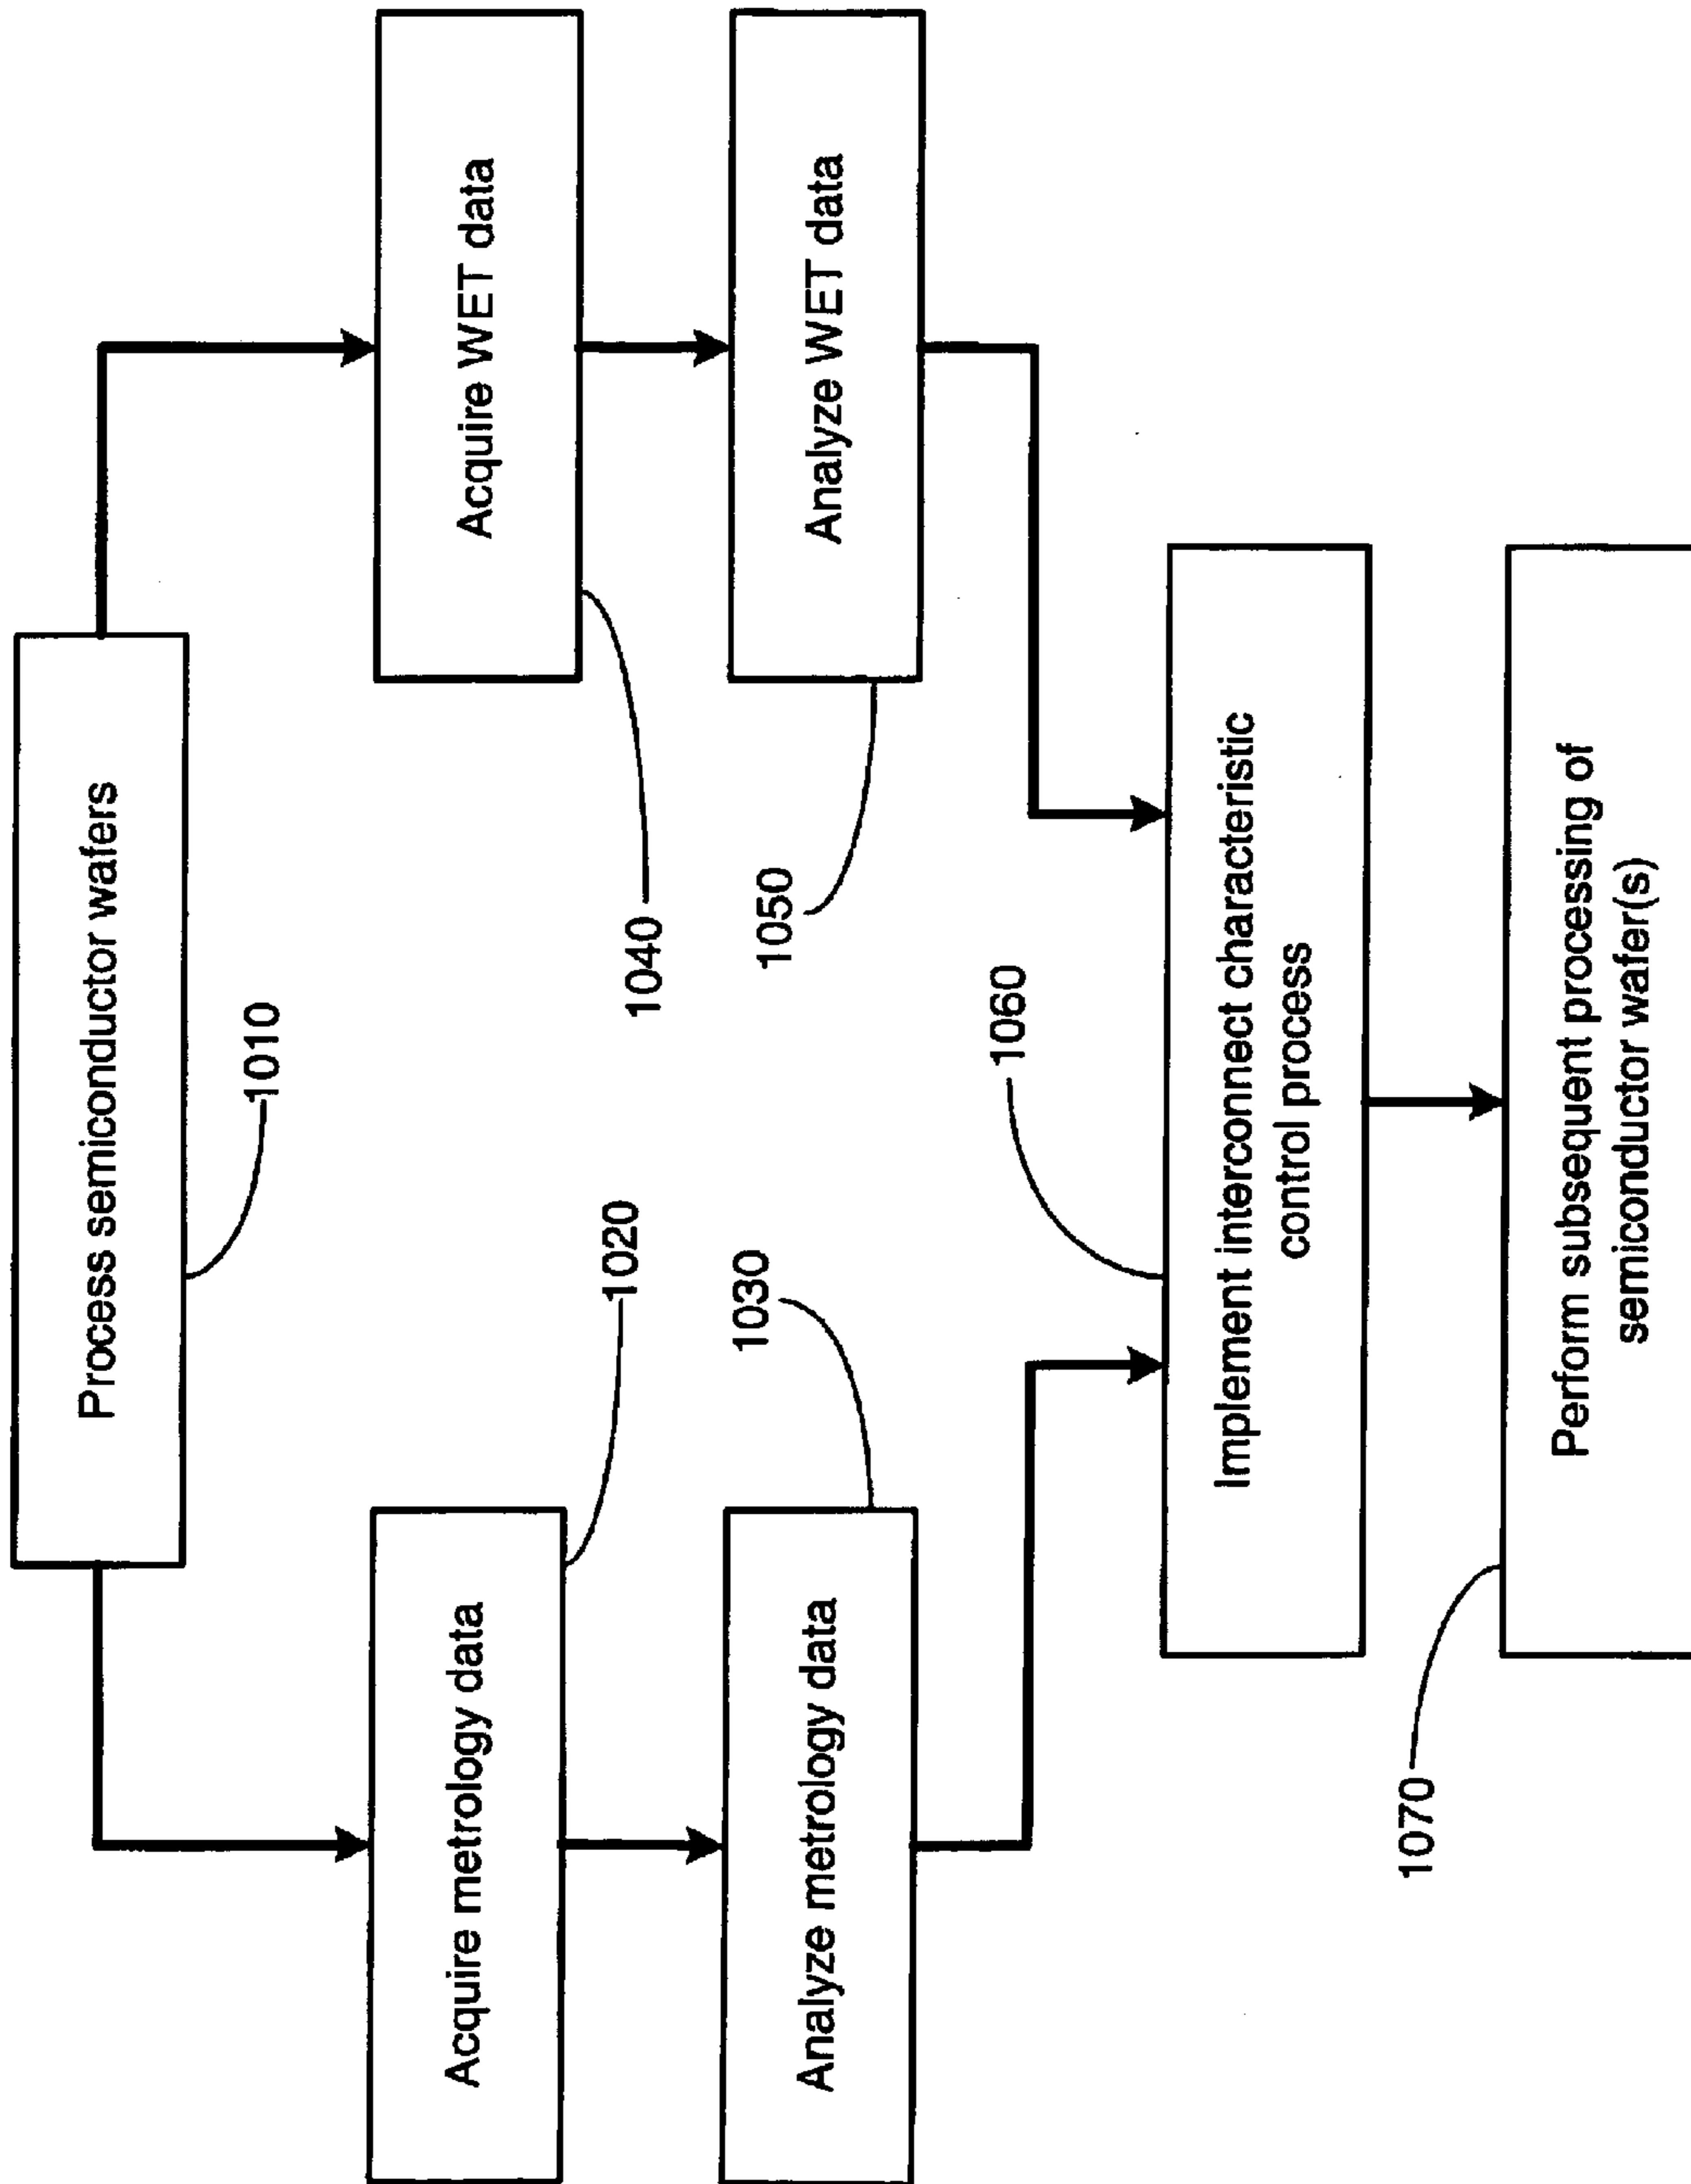 Process semiconductor wafers
1010
Acquire metrology data
1020
Analyze metrology data
1030
Acquire WET data
1040
Analyze WET data
1050
1060
Implement interconnect characteristic
control process
1070
Perform subsequent processing of
semiconductor wafer(s)